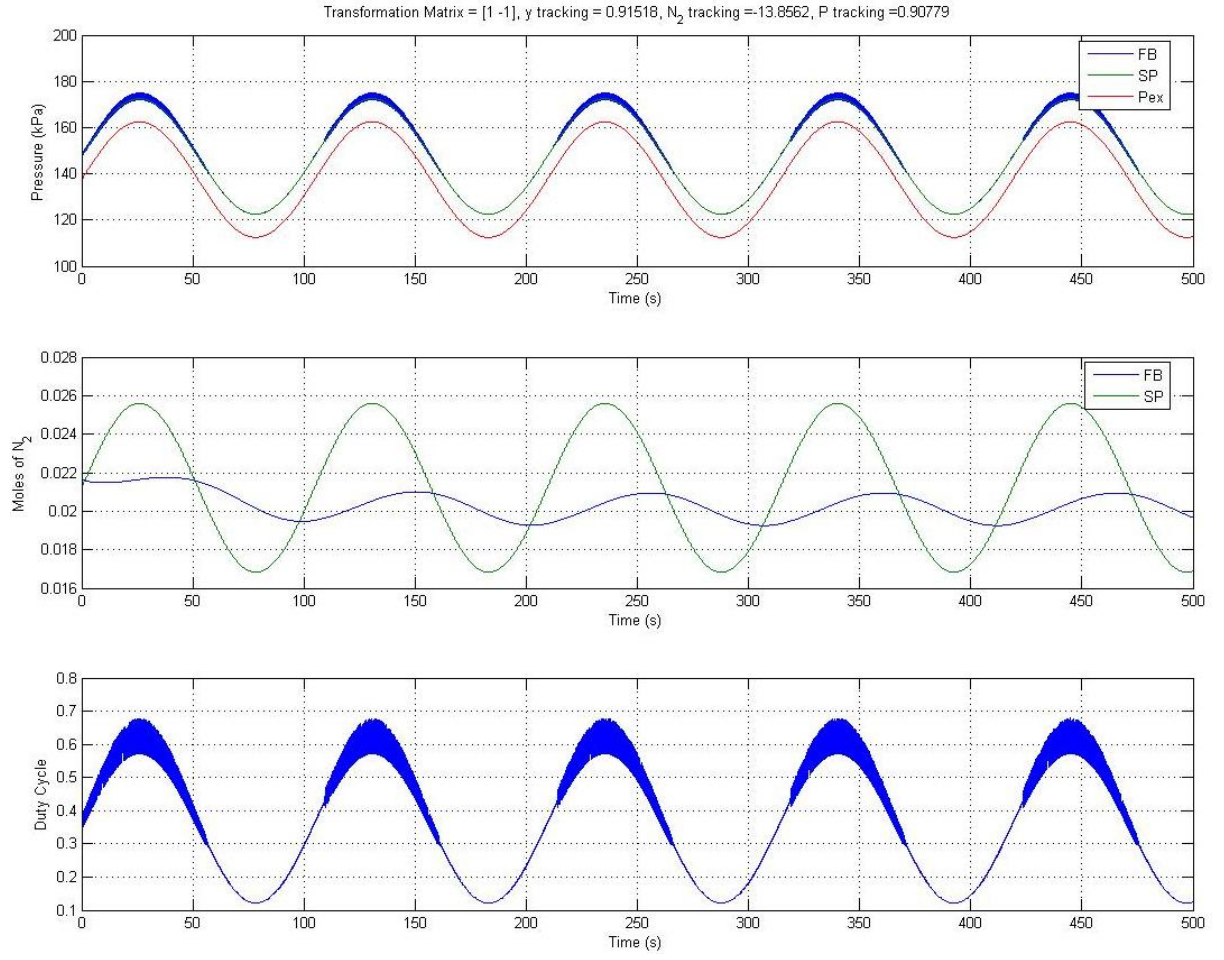 Transformation Matrix = [1 -1], y tracking = 0.91518, N2 tracking =-13.8562, P tracking =0.90779
200
180
160
140
120
100
Pressure (kPa)
FB
SP
Pex
0 50 100 150 200 250 300 350 400 450 500
Time (s)
0.028
0.026
0.024
0.022
0.02
0.018
0.016
Moles of N2
FB
SP
0 50 100 150 200 250 300 350 400 450 500
Time (s)
0.8
0.7
0.6
0.5
0.4
0.3
0.2
0.1
Duty Cycle
0 50 100 150 200 250 300 350 400 450 500
Time (s)